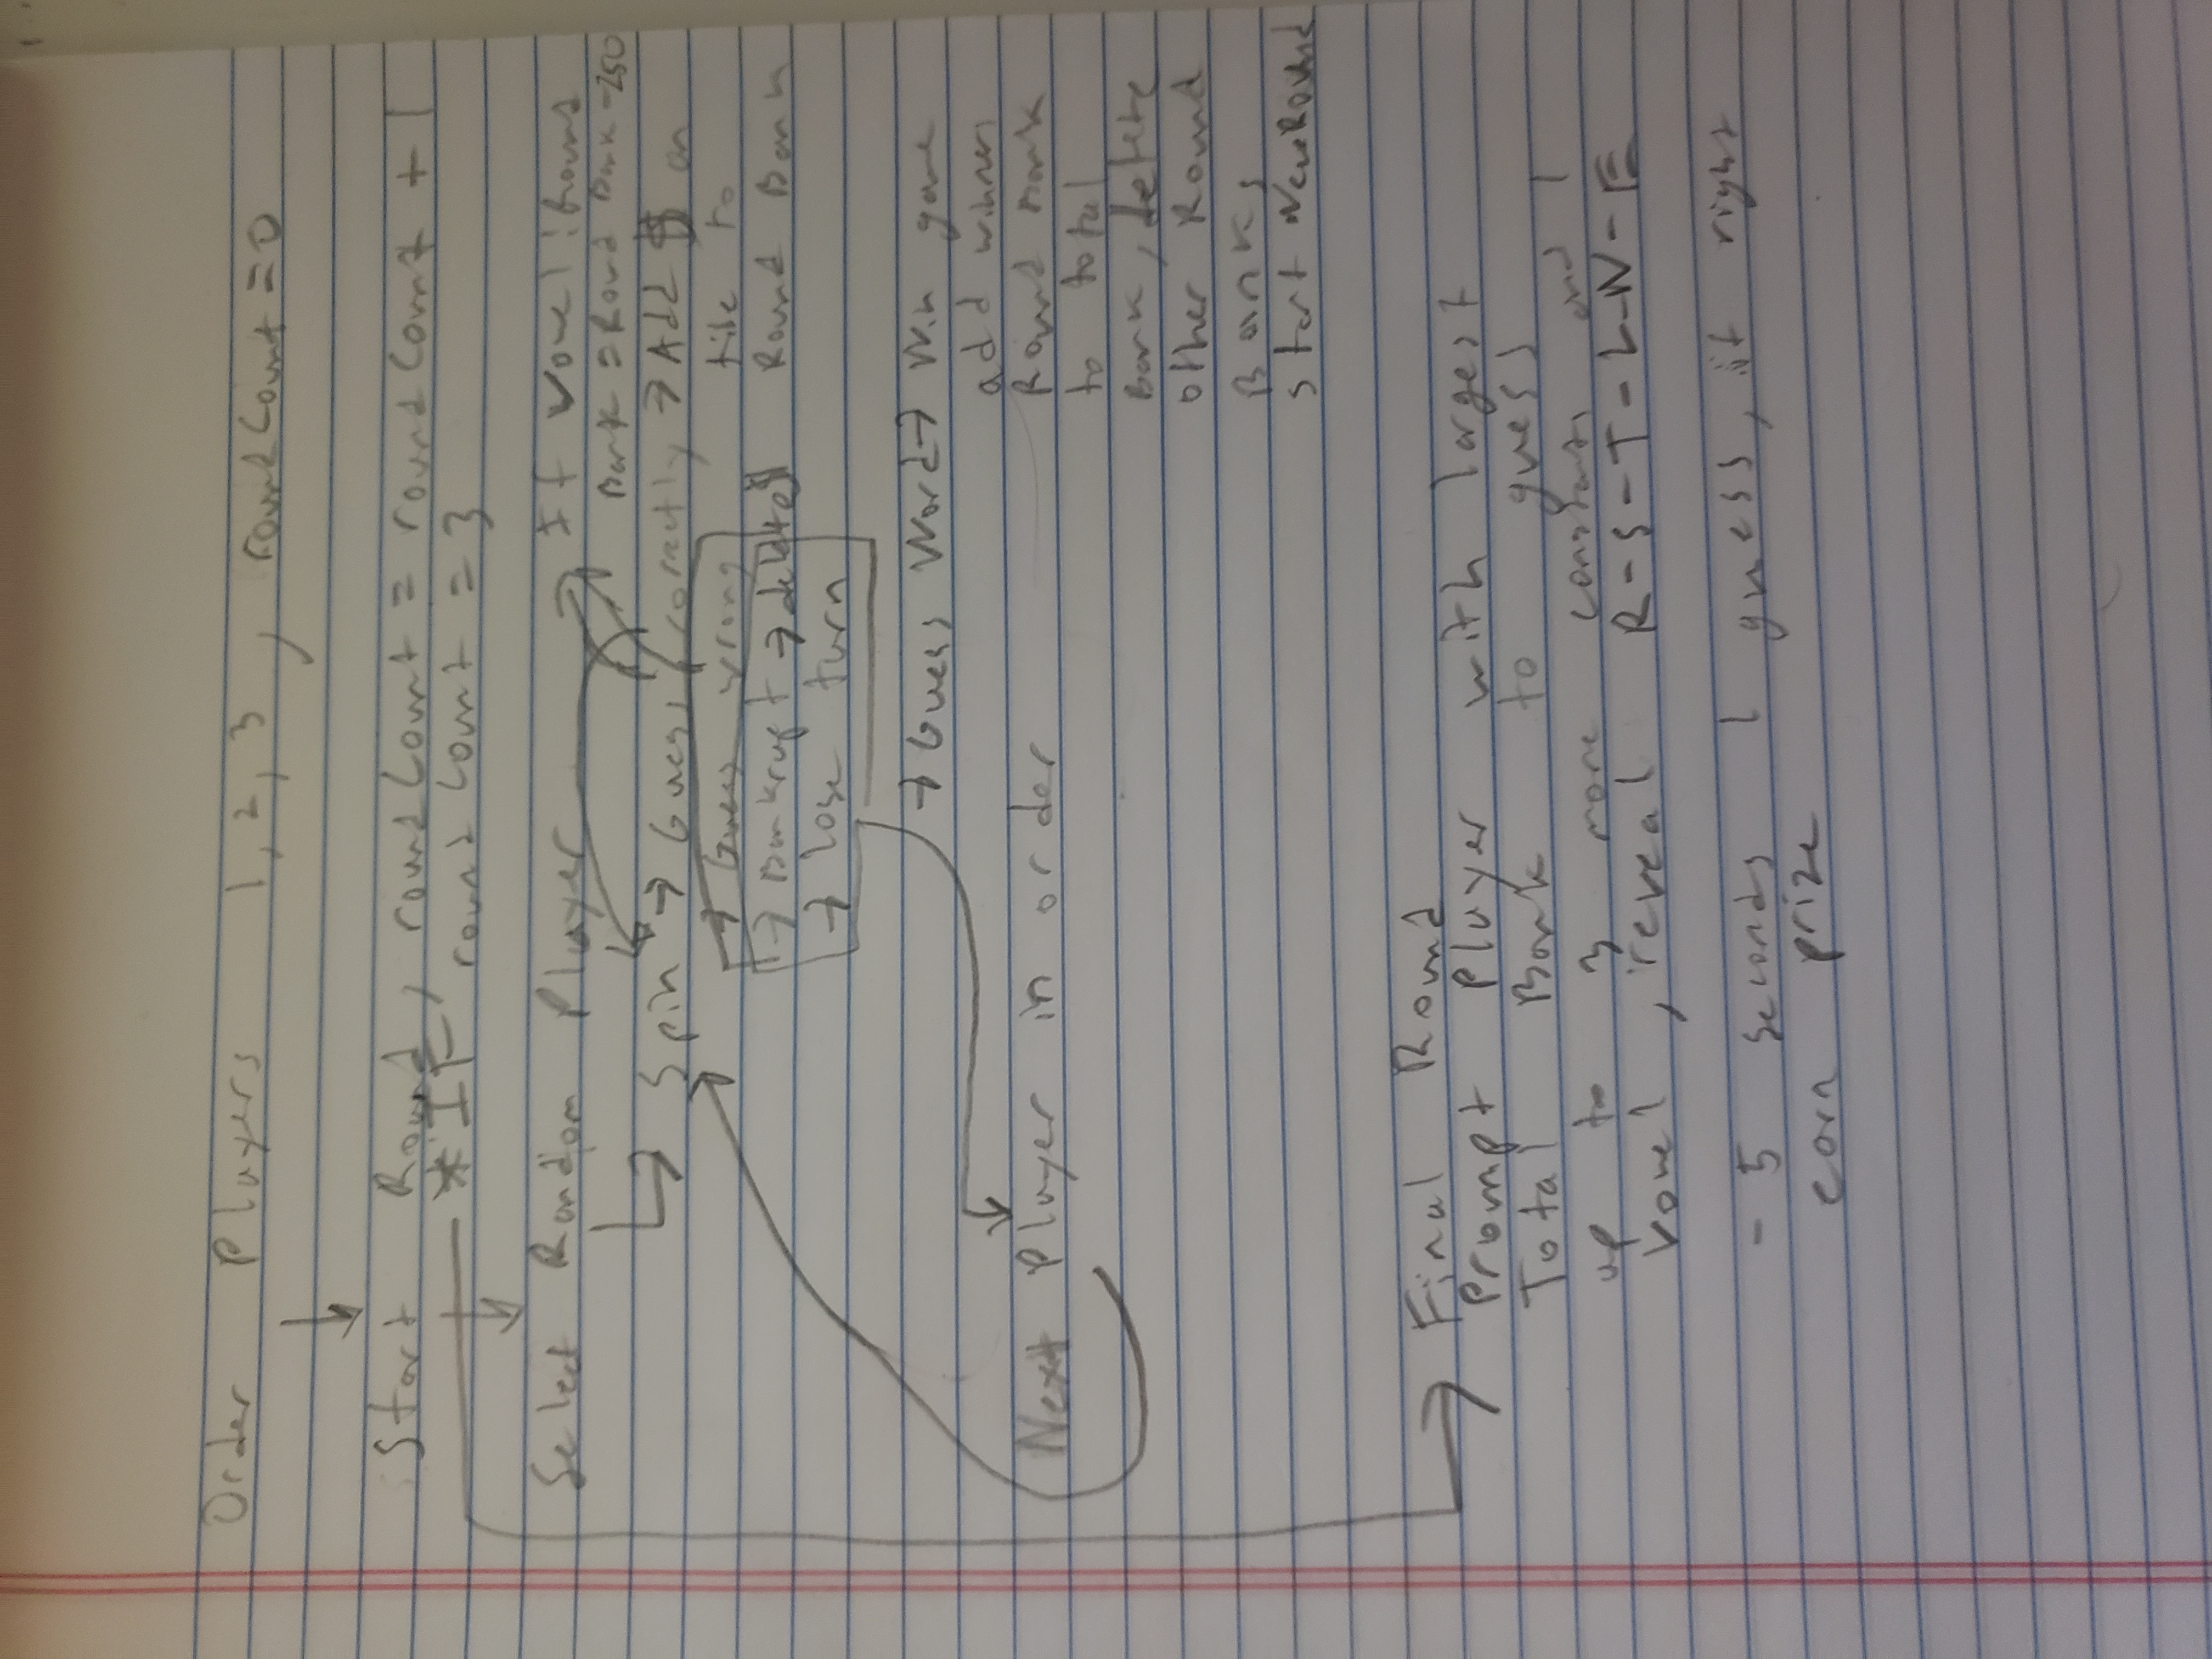 Order Players 1, 2, 3, roundCount = 0
Start Round, roundCount = roundCount + 1
* IF roundCount = 3
Select Random Player
If vowel: Round
Bank = Round Bank - 250
Spin → Guess correctly → Add $ on
tile to
Round Bank
→ Guess wrong
→ Bankrupt → delete $
→ lose turn
→ Guess Word → Win game
add winners
Round Bank
to total
Bank, delete
other Round
Banks
start New Round
Next Player in order
Final Round
Prompt Player with largest
Total Bank to guess
up to 3 more and 1
vowel, reveal R-S-T-L-N-E
- 5 seconds 1 guess, if right
earn prize